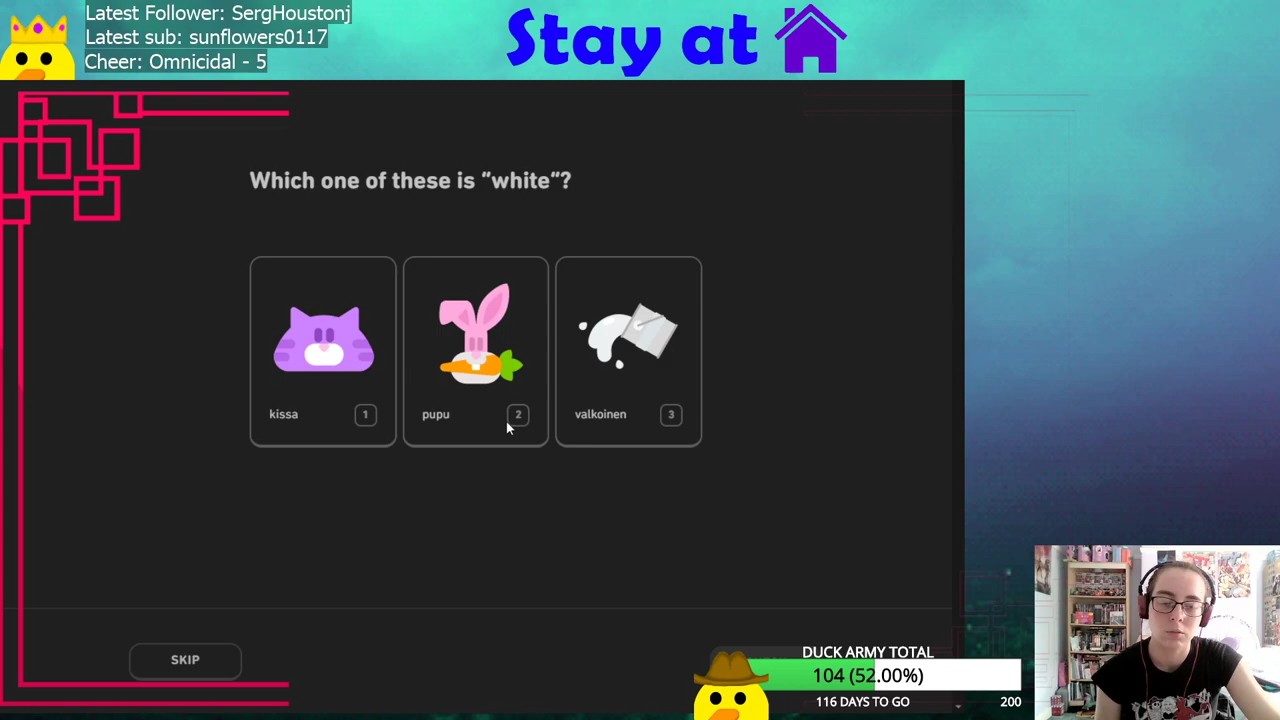 Latest Follower: SergHoustonj
Latest sub: sunflowers0117
Cheer: Omnicidal - 5
Stay at
Which one of these is “white“?
kissa 1
pupu 2
valkoinen 3
SKIP
DUCK ARMY TOTAL
104 (52.00%)
116 DAYS TO GO
200